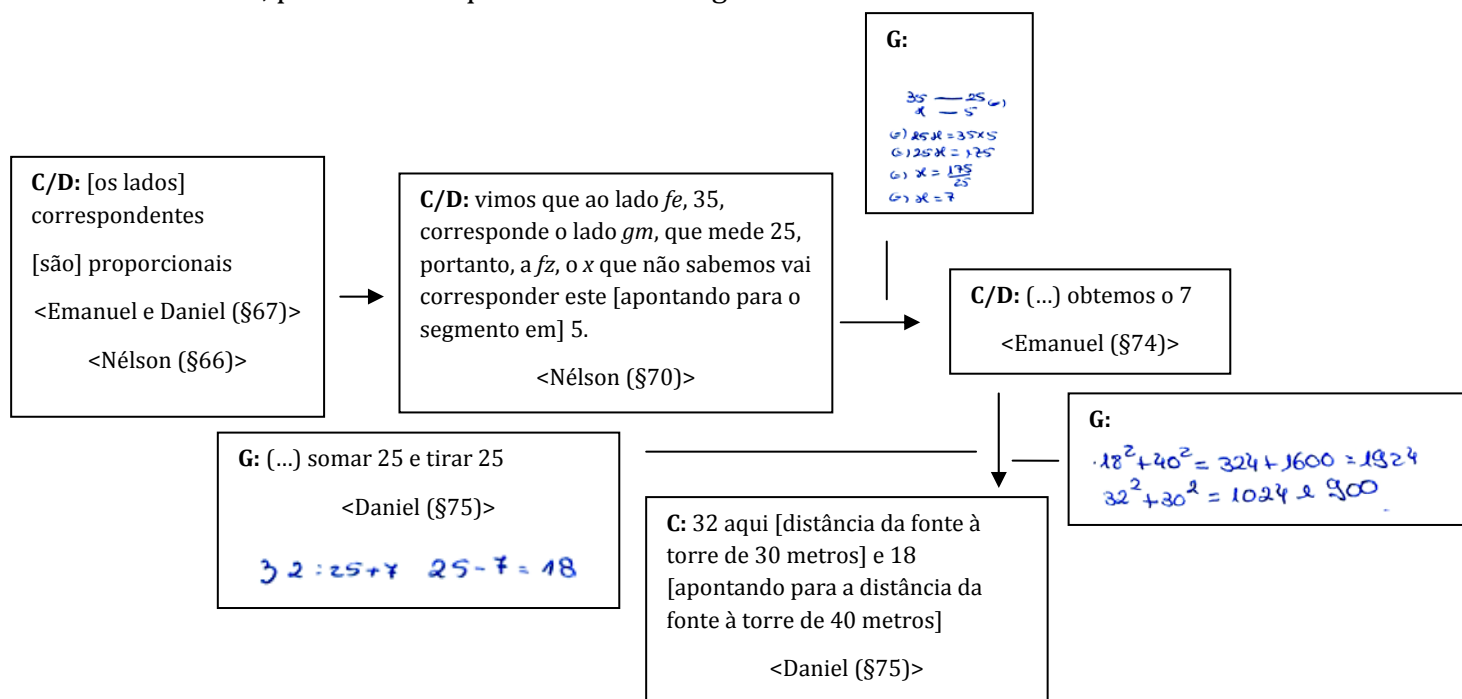 G:
35 — 25 (=)
x — 5
(=) 25x = 35×5
(=) 25x = 175
(=) x = 175/25
(=) x = 7
C/D: [os lados]
correspondentes
[são] proporcionais
<Emanuel e Daniel (§67)>
<Nélson (§66)>
C/D: vimos que ao lado fe, 35,
corresponde o lado gm, que mede 25,
portanto, a fz, o x que não sabemos vai
corresponder este [apontando para o
segmento em] 5.
<Nélson (§70)>
C/D: (…) obtemos o 7
<Emanuel (§74)>
G: (…) somar 25 e tirar 25
<Daniel (§75)>
32 = 25+7 25-7 = 18
G:
18² + 40² = 324 + 1600 = 1924
32² + 30² = 1024 e 900
C: 32 aqui [distância da fonte à
torre de 30 metros] e 18
[apontando para a distância da
fonte à torre de 40 metros]
<Daniel (§75)>